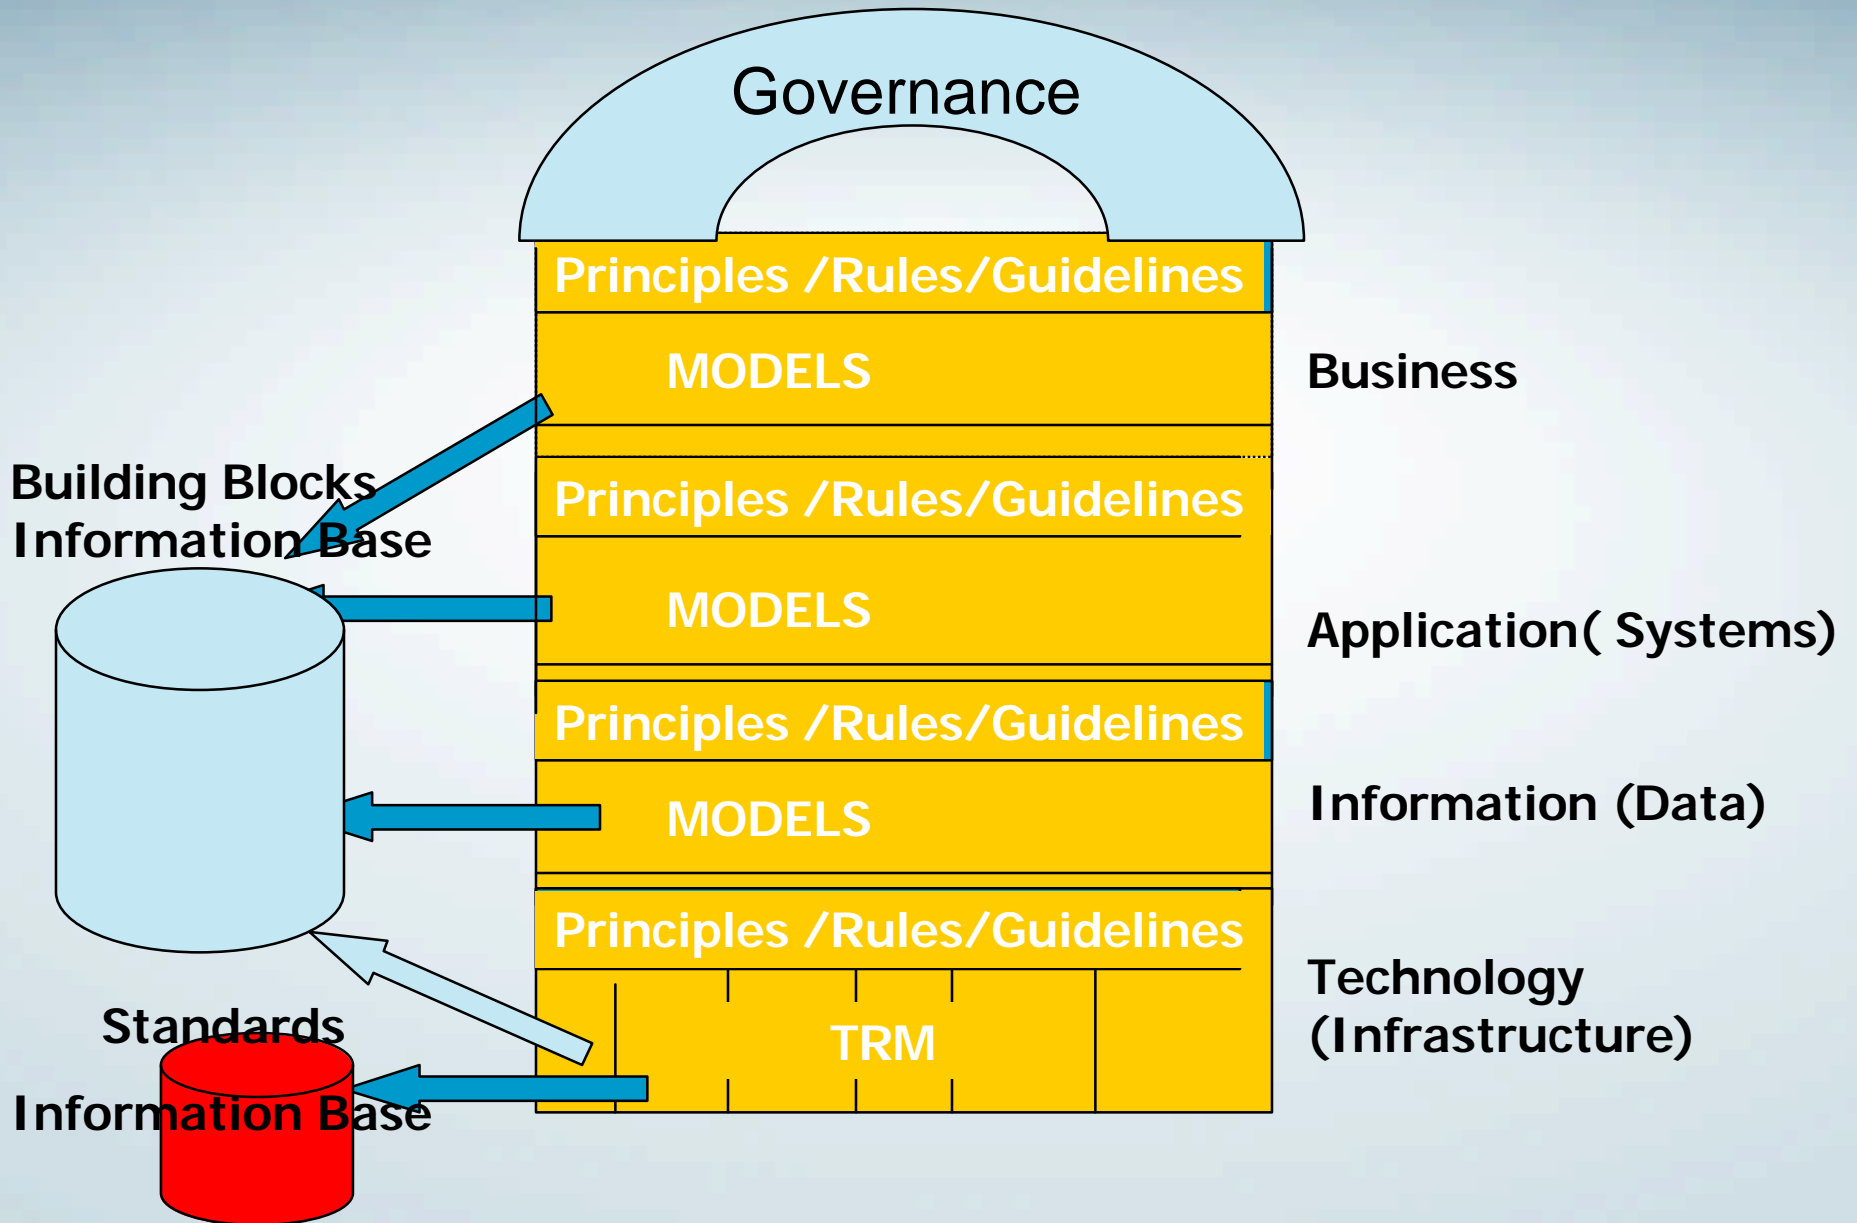 Governance
Principles /Rules/Guidelines
MODELS
Business
Building Blocks
Information Base
Principles /Rules/Guidelines
MODELS
Application( Systems)
Principles /Rules/Guidelines
MODELS
Information (Data)
Principles /Rules/Guidelines
TRM
Technology
(Infrastructure)
Standards
Information Base